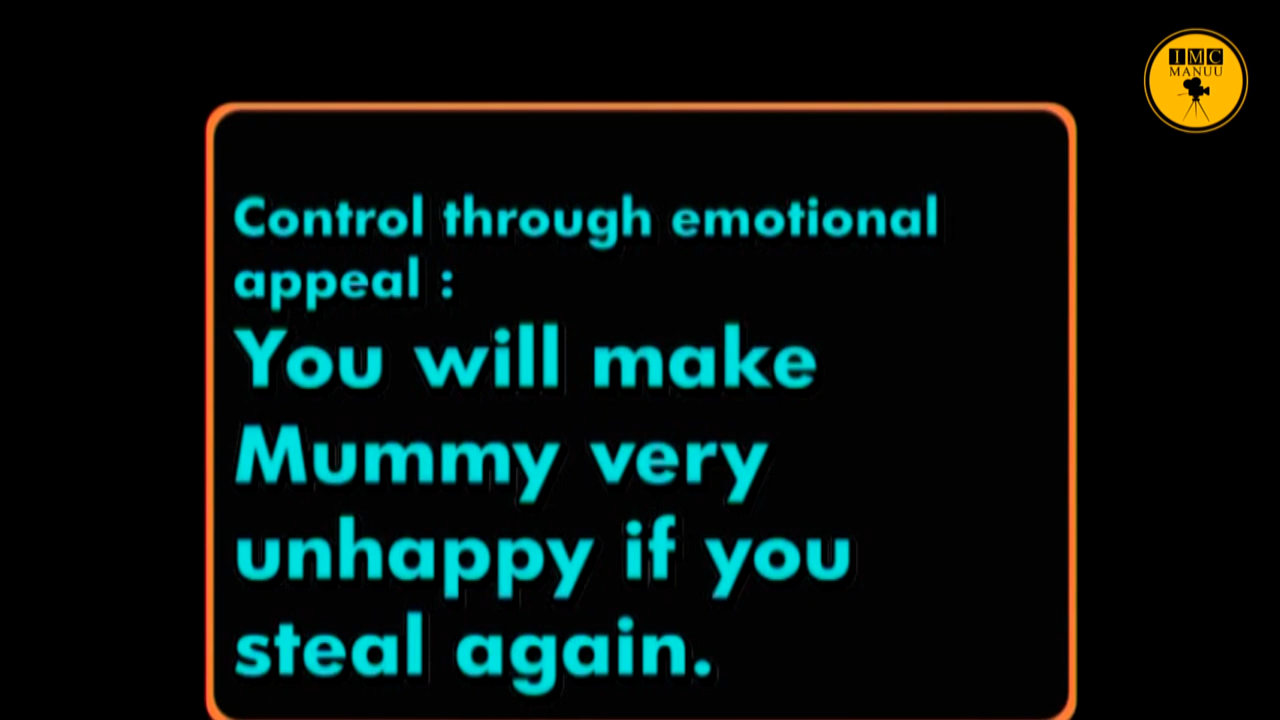 IMC
MANUU
Control through emotional
appeal :
You will make
Mummy very
unhappy if you
steal again.